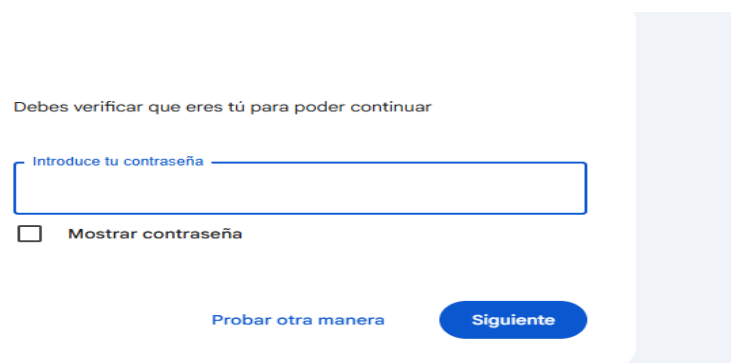 Debes verificar que eres tú para poder continuar
Introduce tu contraseña
Mostrar contraseña
Probar otra manera
Siguiente